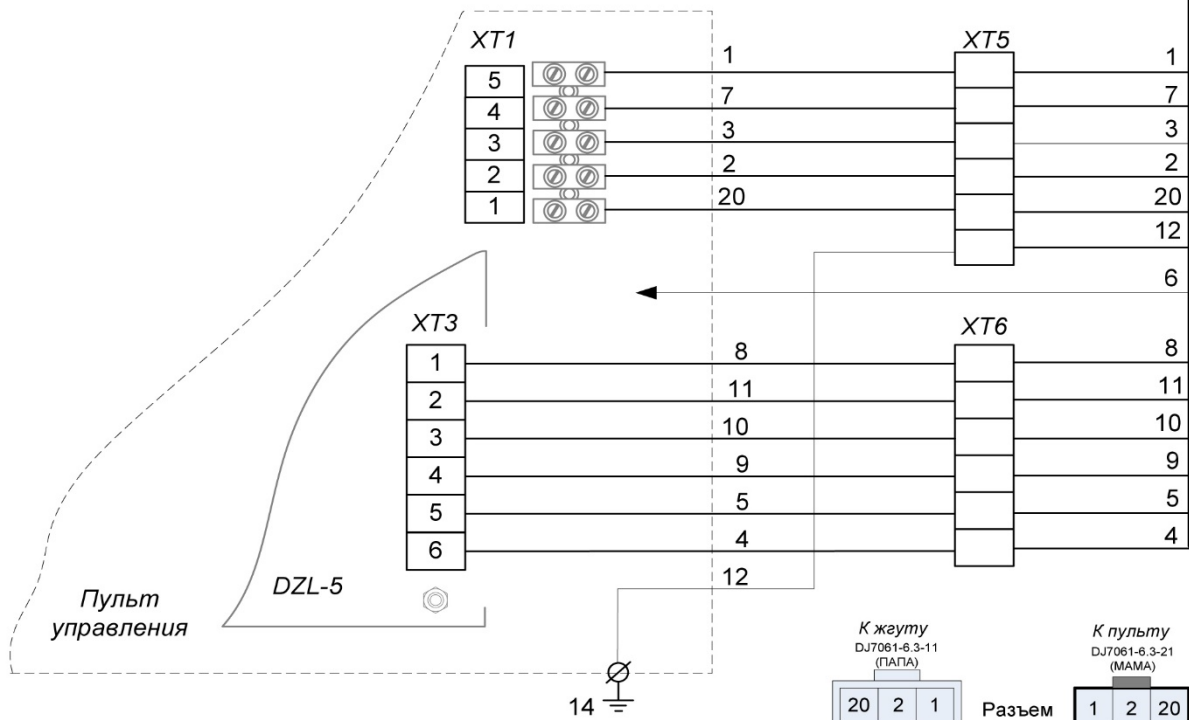 XT1
XT5
5
1
1
4
7
7
3
3
3
2
2
2
1
20
20
12
6
XT3
XT6
1
8
8
2
11
11
3
10
10
4
9
9
5
5
5
6
4
4
12
DZL-5
Пульт
управления
14
К жгуту
DJ7061-6.3-11
(ПАПА)
20 2 1
Разъем
К пульту
DJ7061-6.3-21
(МАМА)
1 2 20